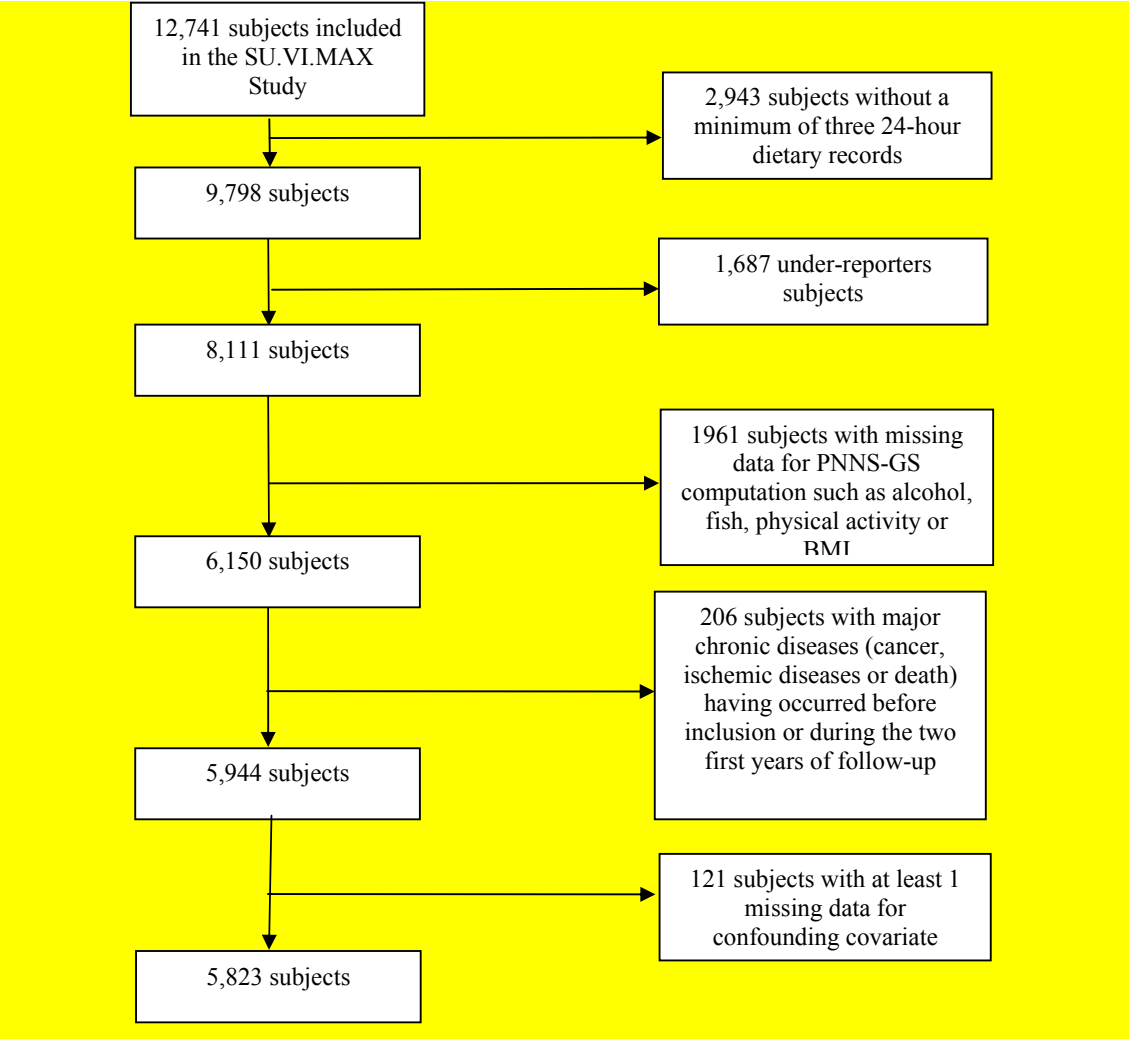 12,741 subjects included
in the SU.VI.MAX
Study
2,943 subjects without a
minimum of three 24-hour
dietary records
9,798 subjects
1,687 under-reporters
subjects
8,111 subjects
1961 subjects with missing
data for PNNS-GS
computation such as alcohol,
fish, physical activity or
BMI
6,150 subjects
206 subjects with major
chronic diseases (cancer,
ischemic diseases or death)
having occurred before
inclusion or during the two
first years of follow-up
5,944 subjects
121 subjects with at least 1
missing data for
confounding covariate
5,823 subjects